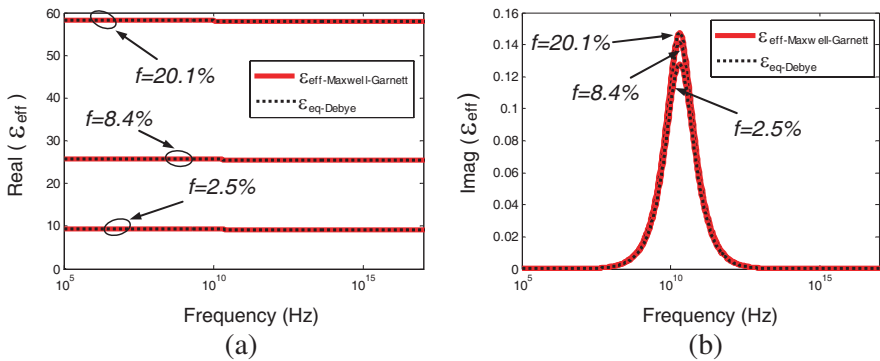 60
50
40
30
20
10
0
Real ( εeff)
10^5
10^10
10^15
Frequency (Hz)
f=20.1%
f=8.4%
f=2.5%
εeff-Maxwell-Garnett
εeq-Debye
(a)
0.16
0.14
0.12
0.1
0.08
0.06
0.04
0.02
0
Imag ( εeff)
10^5
10^10
10^15
Frequency (Hz)
f=20.1%
f=8.4%
f=2.5%
εeff-Maxwell-Garnett
εeq-Debye
(b)